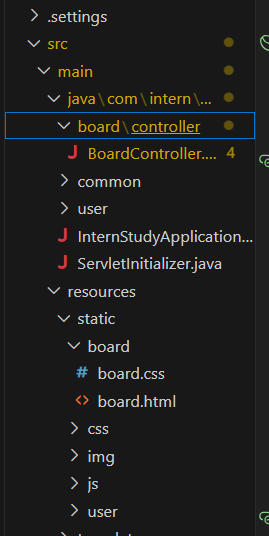 .settings
src
main
java\com\intern\...
board\controller
BoardController.... 4
common
user
InternStudyApplication...
ServletInitializer.java
resources
static
board
board.css
board.html
css
img
js
user